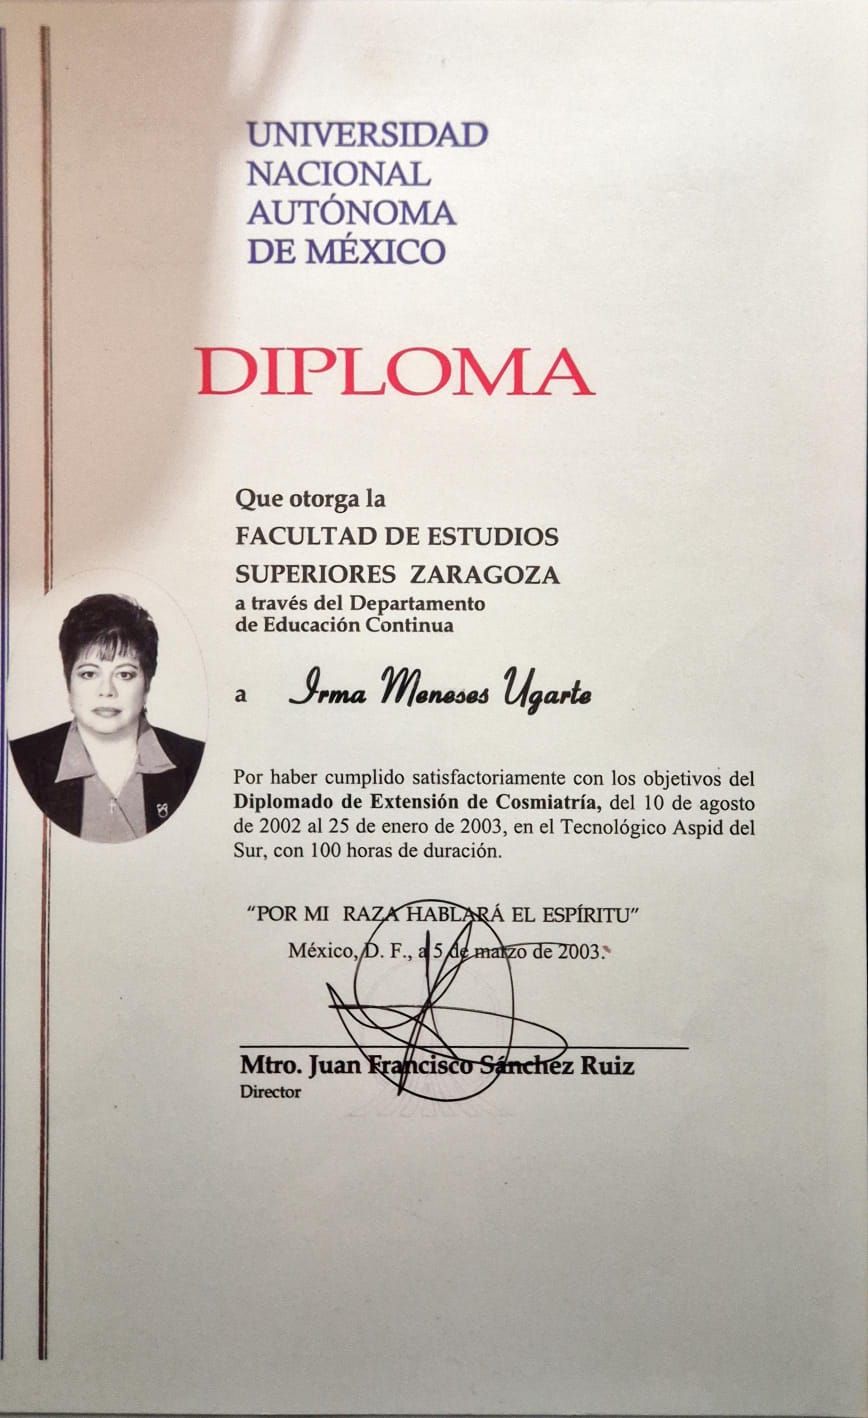 UNIVERSIDAD
NACIONAL
AUTÓNOMA
DE MÉXICO
DIPLOMA
Que otorga la
FACULTAD DE ESTUDIOS
SUPERIORES ZARAGOZA
a través del Departamento
de Educación Continua
a Irma Meneses Ugarte
Por haber cumplido satisfactoriamente con los objetivos del
Diplomado de Extensión de Cosmiatría, del 10 de agosto
de 2002 al 25 de enero de 2003, en el Tecnológico Aspid del
Sur, con 100 horas de duración.
“POR MI RAZA HABLARÁ EL ESPÍRITU”
México, D. F., a 5 de marzo de 2003.
Mtro. Juan Francisco Sánchez Ruiz
Director